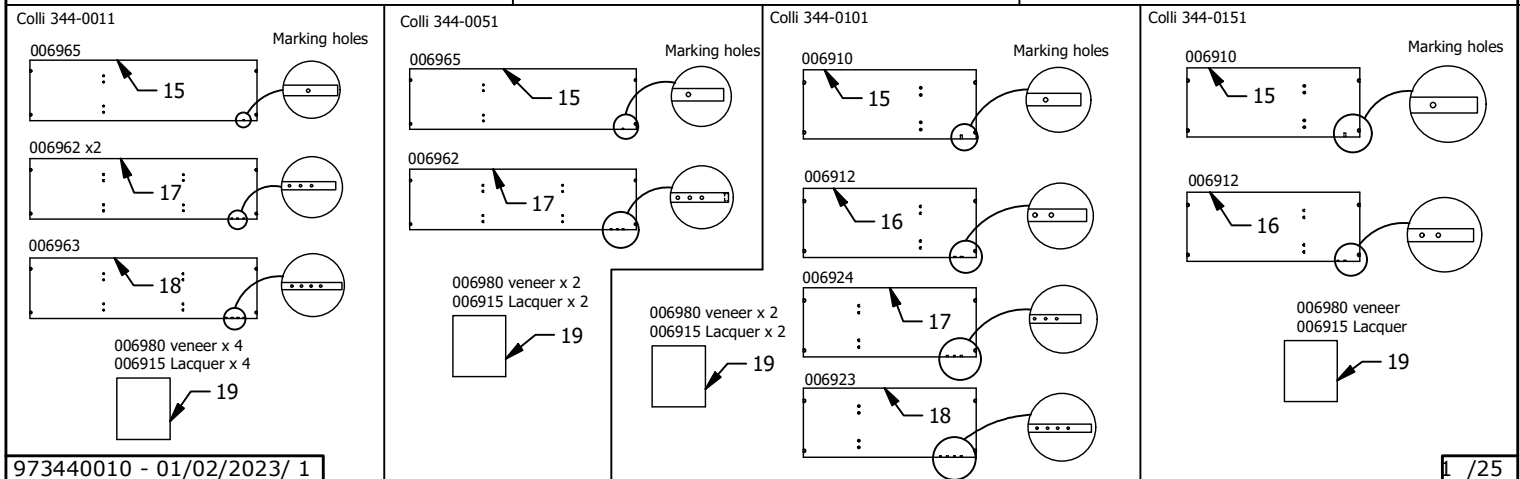 Colli 344-0011
Marking holes
006965
15
006962 x2
17
006963
18
006980 veneer x 4
006915 Lacquer x 4
19
Colli 344-0051
Marking holes
006965
15
006962
17
006980 veneer x 2
006915 Lacquer x 2
19
Colli 344-0101
Marking holes
006910
15
006912
16
006924
17
006923
18
006980 veneer x 2
006915 Lacquer x 2
19
Colli 344-0151
Marking holes
006910
15
006912
16
006980 veneer
006915 Lacquer
19
973440010 - 01/02/2023/ 1
1 /25